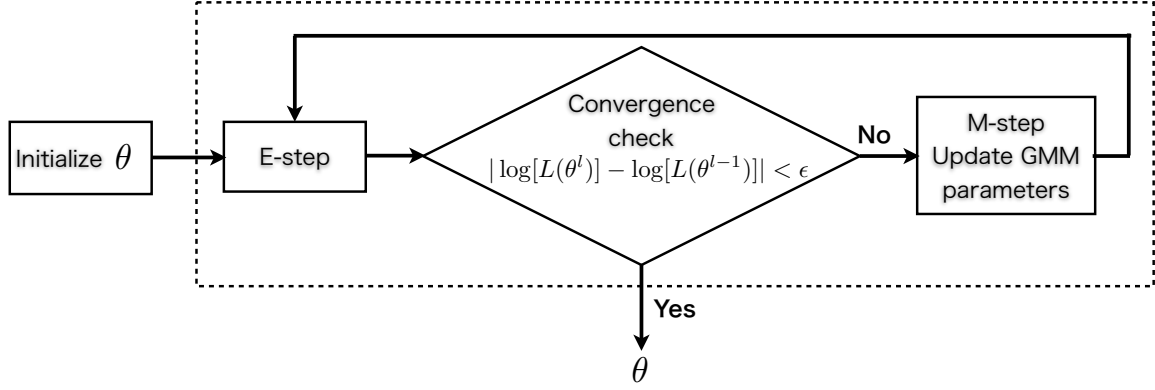 Initialize θ
E-step
Convergence
check
|log[L(θ^l)] − log[L(θ^{l−1})]| < ϵ
No
M-step
Update GMM
parameters
Yes
θ